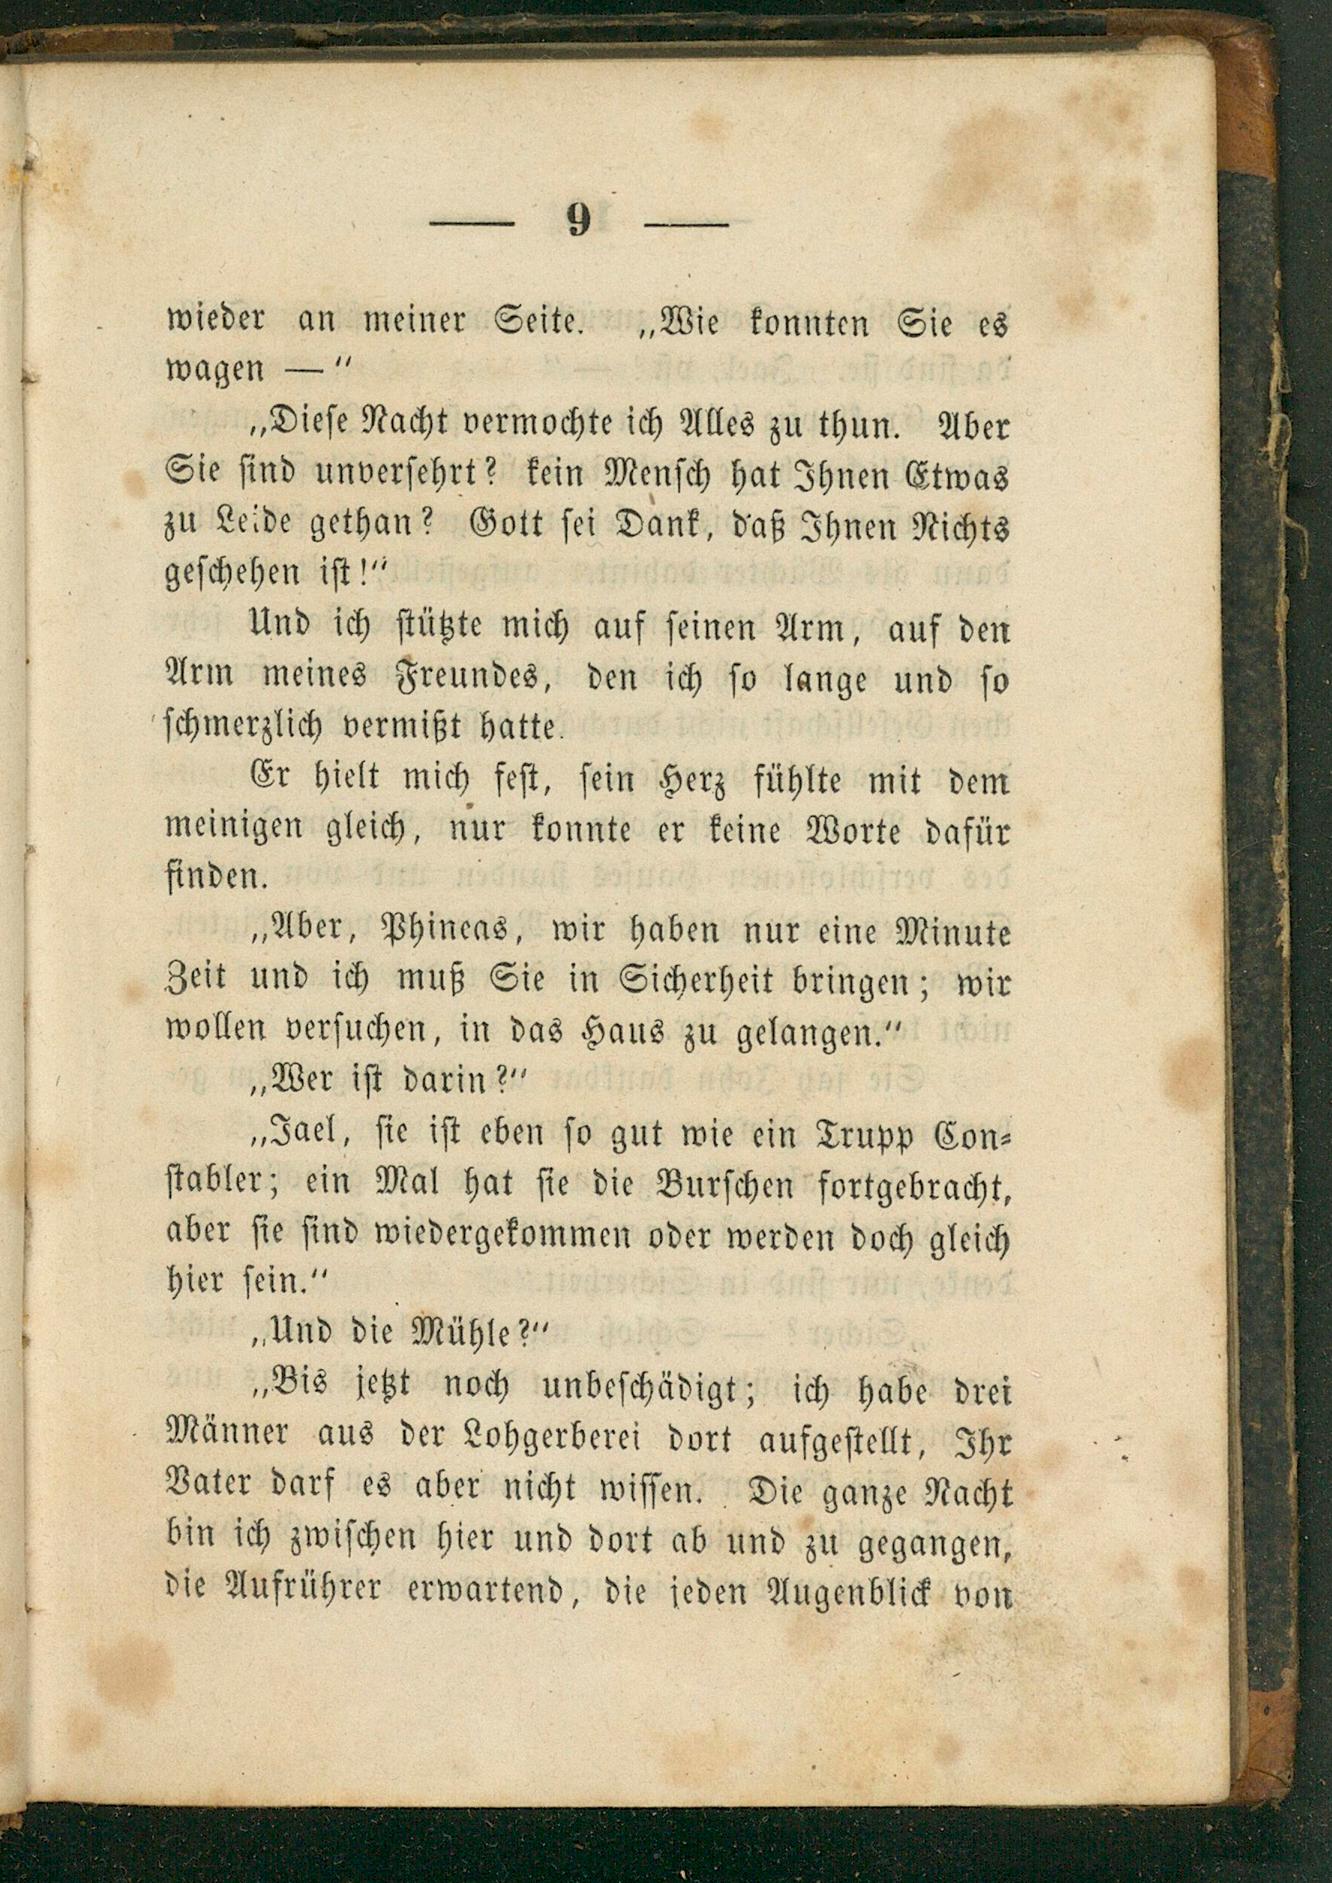 — 9 —
wieder an meiner Seite. „Wie konnten Sie es
wagen — “
„Diese Nacht vermochte ich Alles zu thun. Aber
Sie sind unversehrt? kein Mensch hat Ihnen Etwas
zu Leide gethan? Gott sei Dank, daß Ihnen Nichts
geschehen ist!“
Und ich stützte mich auf seinen Arm, auf den
Arm meines Freundes, den ich so lange und so
schmerzlich vermißt hatte.
Er hielt mich fest, sein Herz fühlte mit dem
meinigen gleich, nur konnte er keine Worte dafür
finden.
„Aber, Phineas, wir haben nur eine Minute
Zeit und ich muß Sie in Sicherheit bringen; wir
wollen versuchen, in das Haus zu gelangen.“
„Wer ist darin?“
„Jael, sie ist eben so gut wie ein Trupp Con-
stabler; ein Mal hat sie die Burschen fortgebracht,
aber sie sind wiedergekommen oder werden doch gleich
hier sein.“
„Und die Mühle?“
„Bis jetzt noch unbeschädigt; ich habe drei
Männer aus der Lohgerberei dort aufgestellt, Ihr
Vater darf es aber nicht wissen. Die ganze Nacht
bin ich zwischen hier und dort ab und zu gegangen,
die Aufrührer erwartend, die jeden Augenblick von